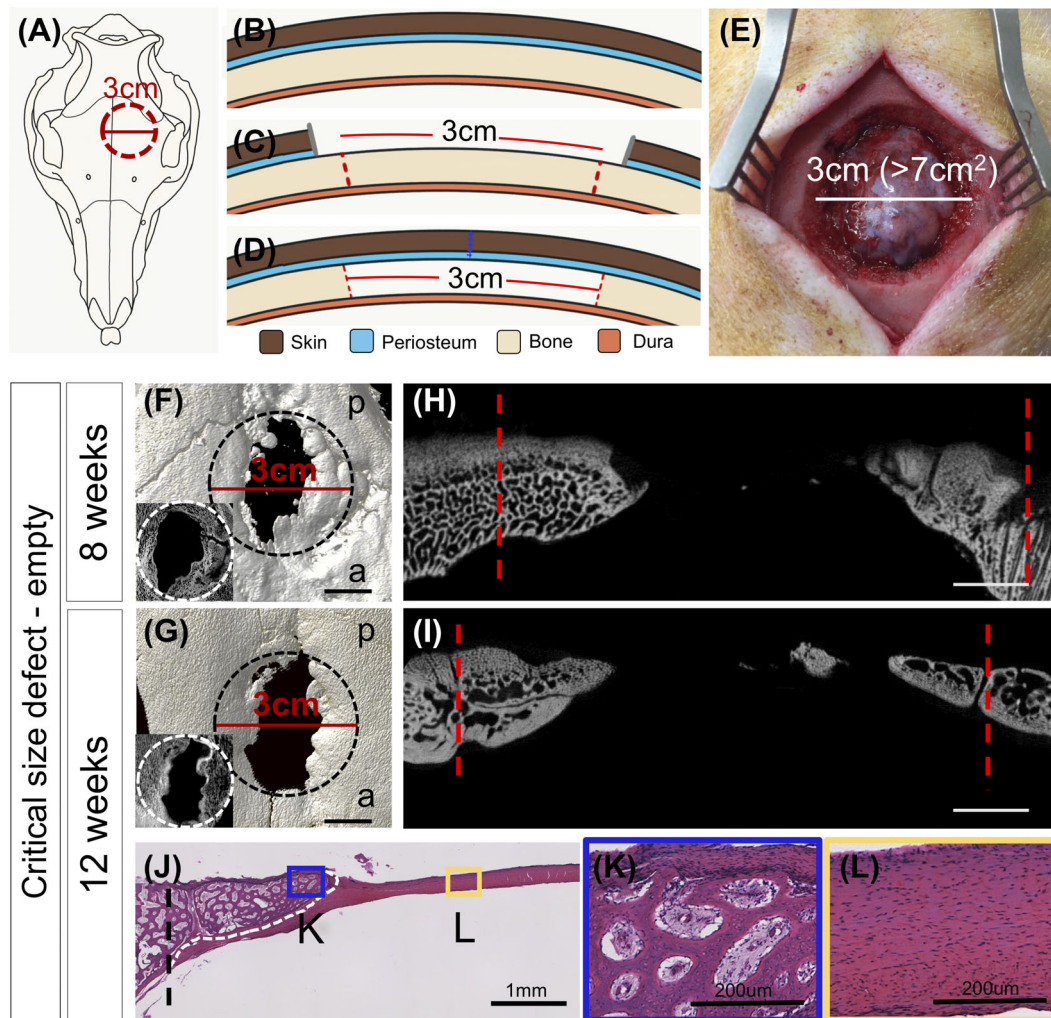 (A)
3cm
(B)
(C)
3cm
(D)
3cm
Skin Periosteum Bone Dura
(E)
3cm (>7cm²)
Critical size defect - empty
8 weeks
(F)
p
3cm
a
(H)
12 weeks
(G)
p
3cm
a
(I)
(J)
K
L
1mm
(K)
200um
(L)
200um